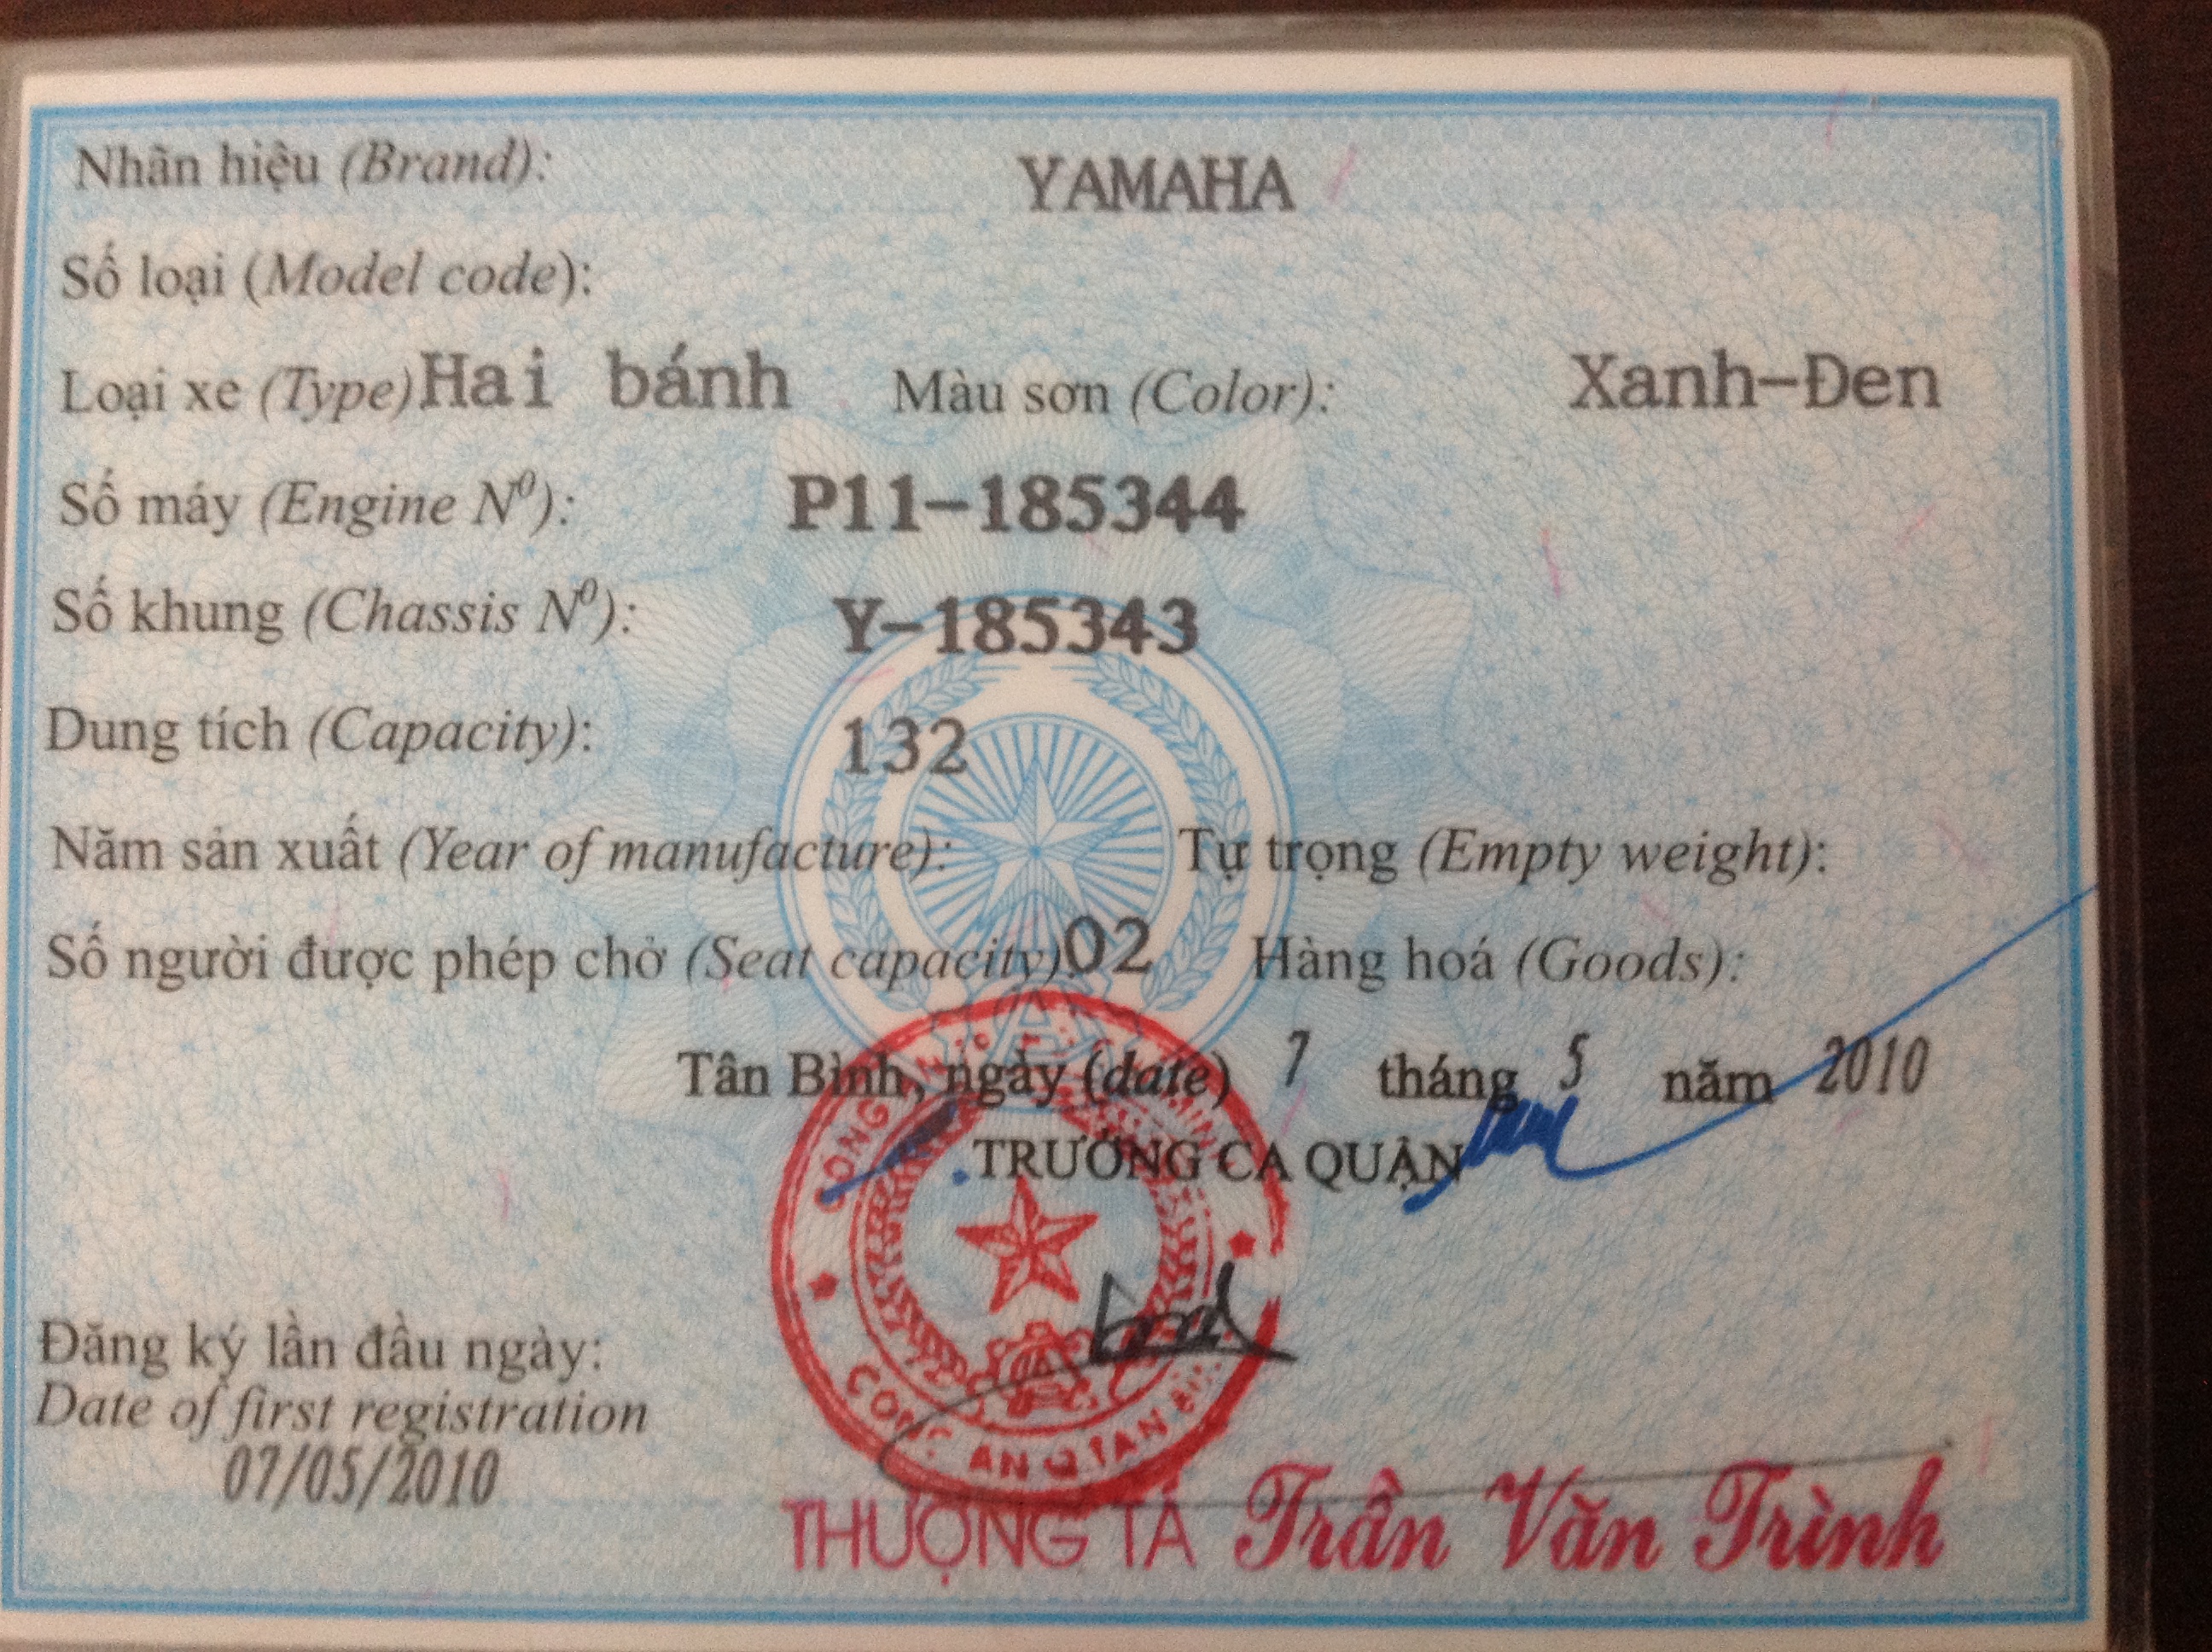 Nhãn hiệu (Brand): YAMAHA
Số loại (Model code):
Loại xe (Type): Hai bánh Màu sơn (Color): Xanh-Đen
Số máy (Engine Nº): P11-185344
Số khung (Chassis Nº): Y-185343
Dung tích (Capacity): 132
Năm sản xuất (Year of manufacture): Tự trọng (Empty weight):
Số người được phép chở (Seat capacity): 02 Hàng hoá (Goods):
Tân Bình, ngày (date) 7 tháng 5 năm 2010
TRƯỞNG CA QUẬN
CÔNG AN Q TÂN
Đăng ký lần đầu ngày:
Date of first registration
07/05/2010
THƯỢNG TÁ Trần Văn Trình